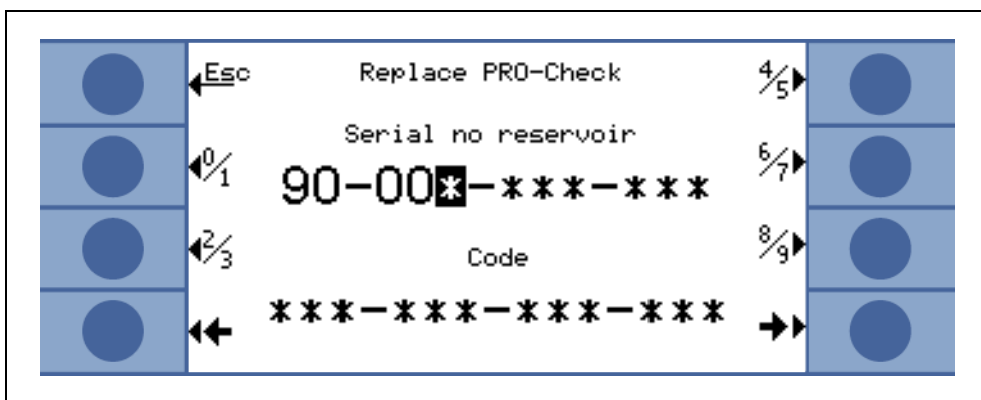 Esc Replace PRO-Check 4/5
Serial no reservoir
0/1 90-00*-***-*** 6/7
2/3 Code 8/9
***-***-***-***